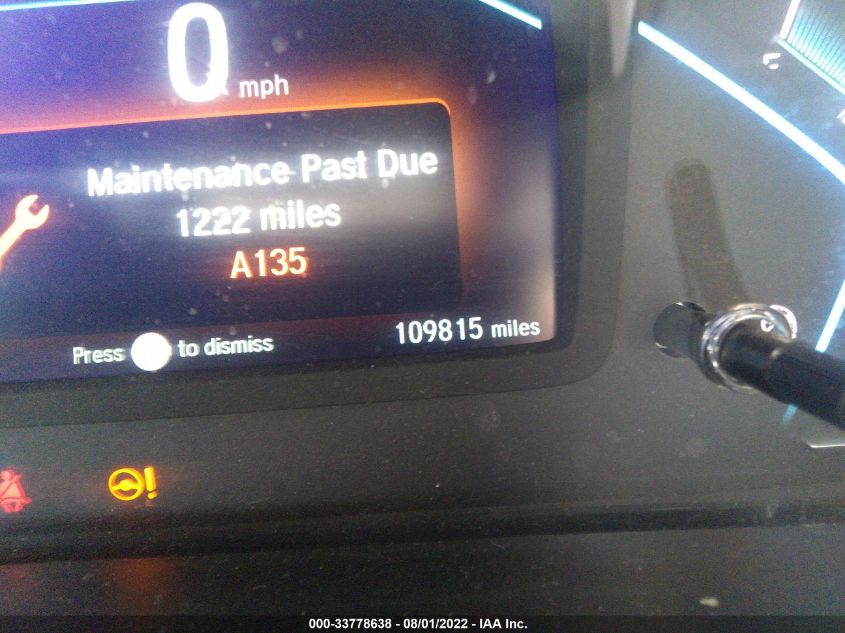 0 mph
Maintenance Past Due
1222 miles
A135
Press to dismiss
109815 miles
000-33778638 - 08/01/2022 - IAA Inc.